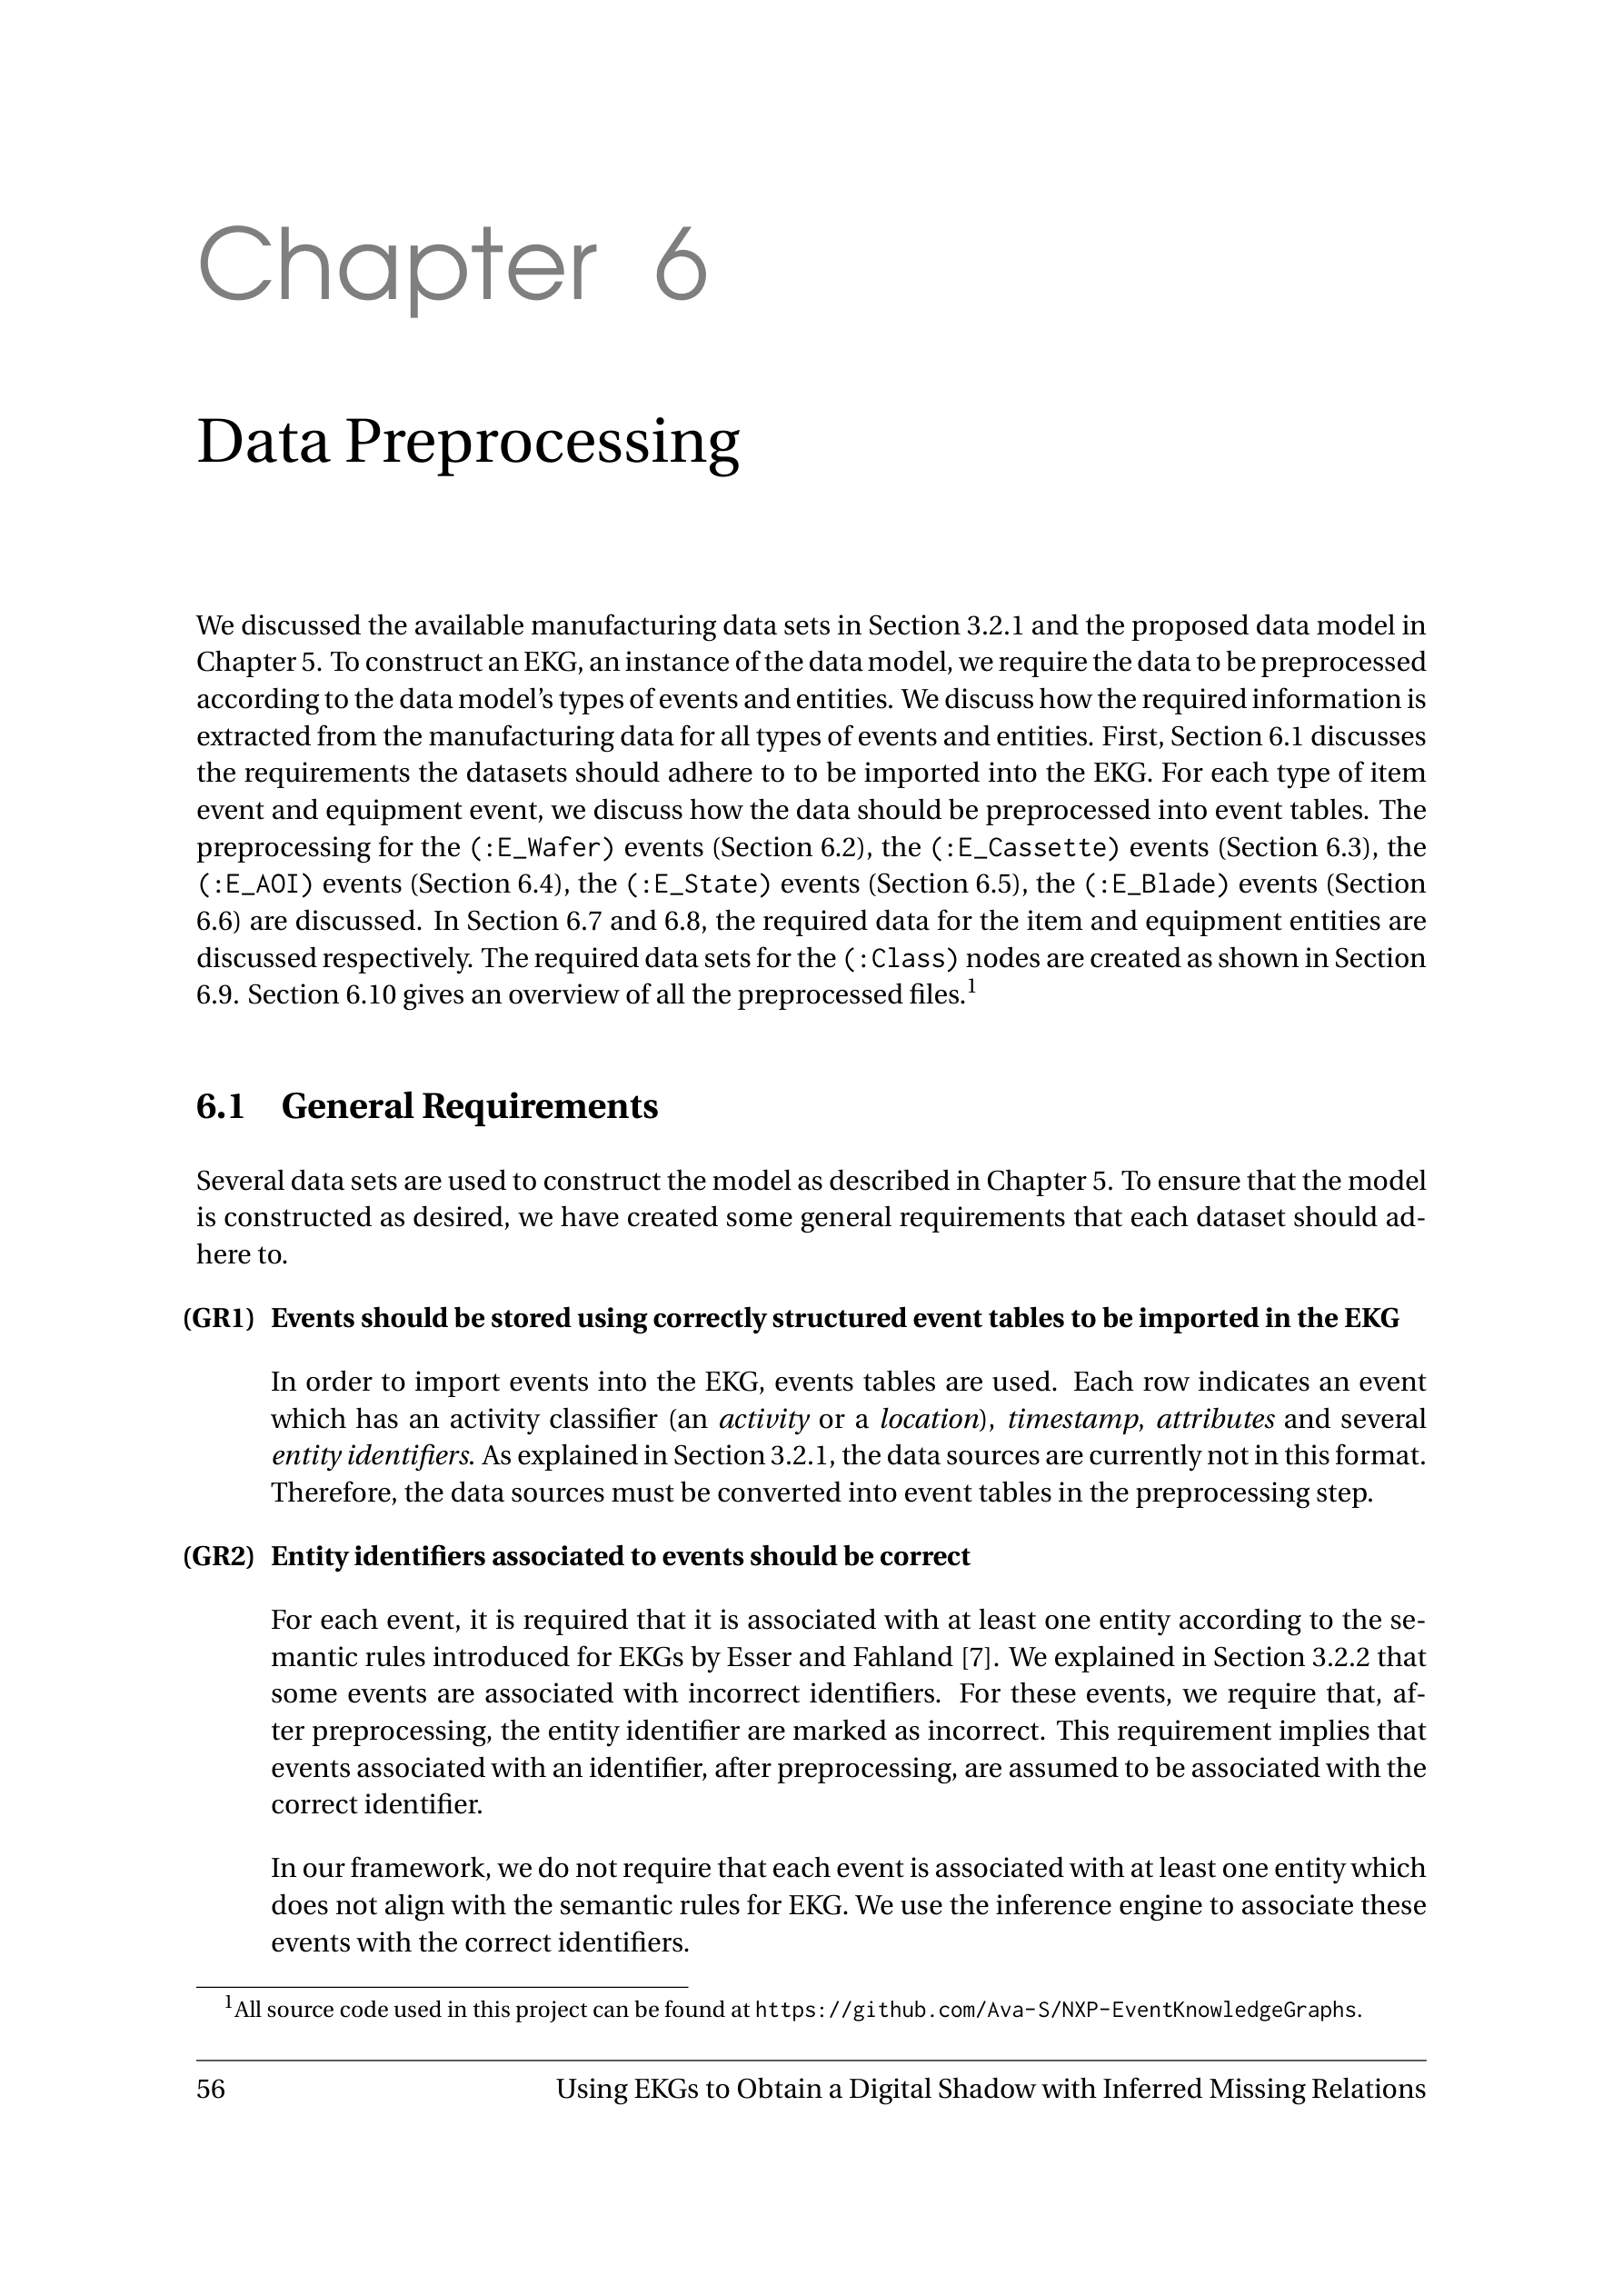 Chapter 6
Data Preprocessing
We discussed the available manufacturing data sets in Section 3.2.1 and the proposed data model in
Chapter 5. To construct an EKG, an instance of the data model, we require the data to be preprocessed
according to the data model’s types of events and entities. We discuss how the required information is
extracted from the manufacturing data for all types of events and entities. First, Section 6.1 discusses
the requirements the datasets should adhere to to be imported into the EKG. For each type of item
event and equipment event, we discuss how the data should be preprocessed into event tables. The
preprocessing for the (:E_Wafer) events (Section 6.2), the (:E_Cassette) events (Section 6.3), the
(:E_AOI) events (Section 6.4), the (:E_State) events (Section 6.5), the (:E_Blade) events (Section
6.6) are discussed. In Section 6.7 and 6.8, the required data for the item and equipment entities are
discussed respectively. The required data sets for the (:Class) nodes are created as shown in Section
6.9. Section 6.10 gives an overview of all the preprocessed files.1
6.1 General Requirements
Several data sets are used to construct the model as described in Chapter 5. To ensure that the model
is constructed as desired, we have created some general requirements that each dataset should ad-
here to.
(GR1) Events should be stored using correctly structured event tables to be imported in the EKG
In order to import events into the EKG, events tables are used. Each row indicates an event
which has an activity classifier (an activity or a location), timestamp, attributes and several
entity identifiers. As explained in Section 3.2.1, the data sources are currently not in this format.
Therefore, the data sources must be converted into event tables in the preprocessing step.
(GR2) Entity identifiers associated to events should be correct
For each event, it is required that it is associated with at least one entity according to the se-
mantic rules introduced for EKGs by Esser and Fahland [7]. We explained in Section 3.2.2 that
some events are associated with incorrect identifiers. For these events, we require that, af-
ter preprocessing, the entity identifier are marked as incorrect. This requirement implies that
events associated with an identifier, after preprocessing, are assumed to be associated with the
correct identifier.
In our framework, we do not require that each event is associated with at least one entity which
does not align with the semantic rules for EKG. We use the inference engine to associate these
events with the correct identifiers.
1All source code used in this project can be found at https://github.com/Ava-S/NXP-EventKnowledgeGraphs.
56 Using EKGs to Obtain a Digital Shadow with Inferred Missing Relations